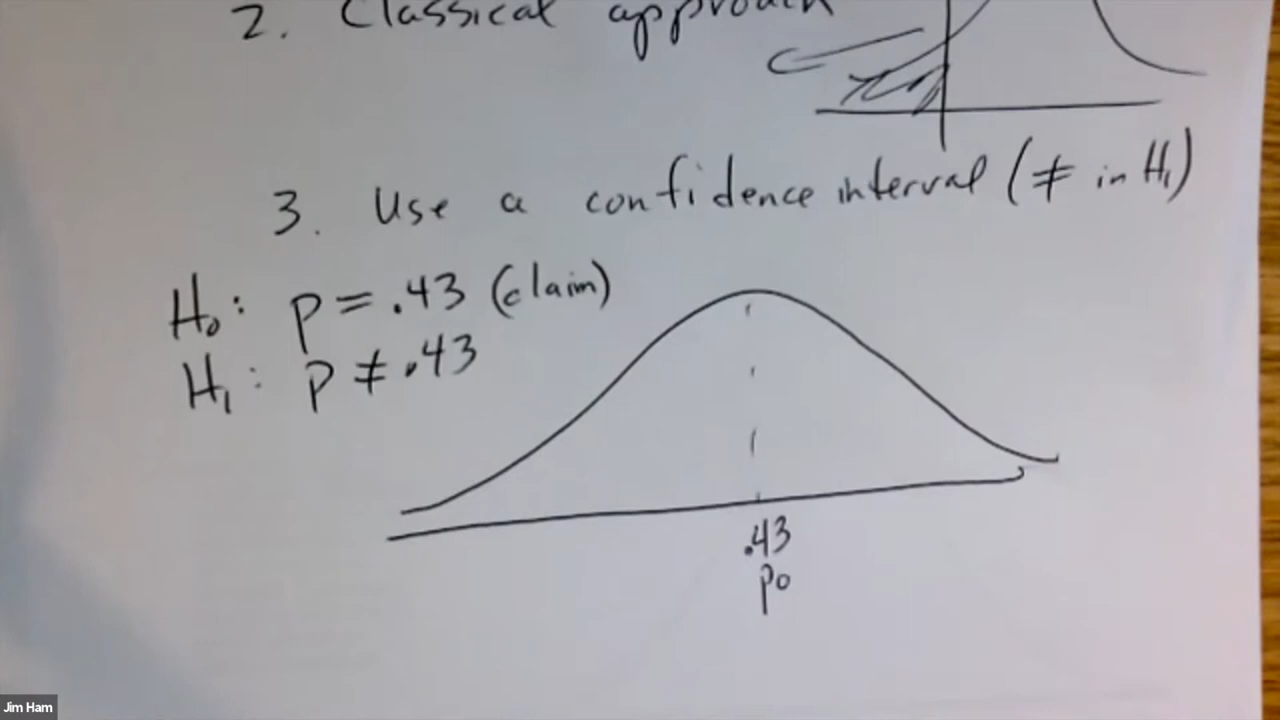 2. Classical approach
3. Use a confidence interval (≠ in H₁)
H₀: p = .43 (claim)
H₁: p ≠ .43
.43
p₀
Jim Ham